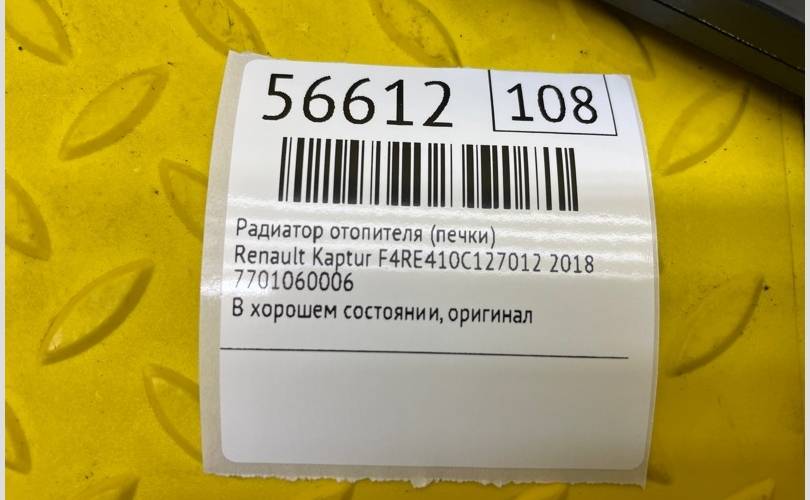 56612 108
Радиатор отопителя (печки)
Renault Kaptur F4RE410C127012 2018
7701060006
В хорошем состоянии, оригинал